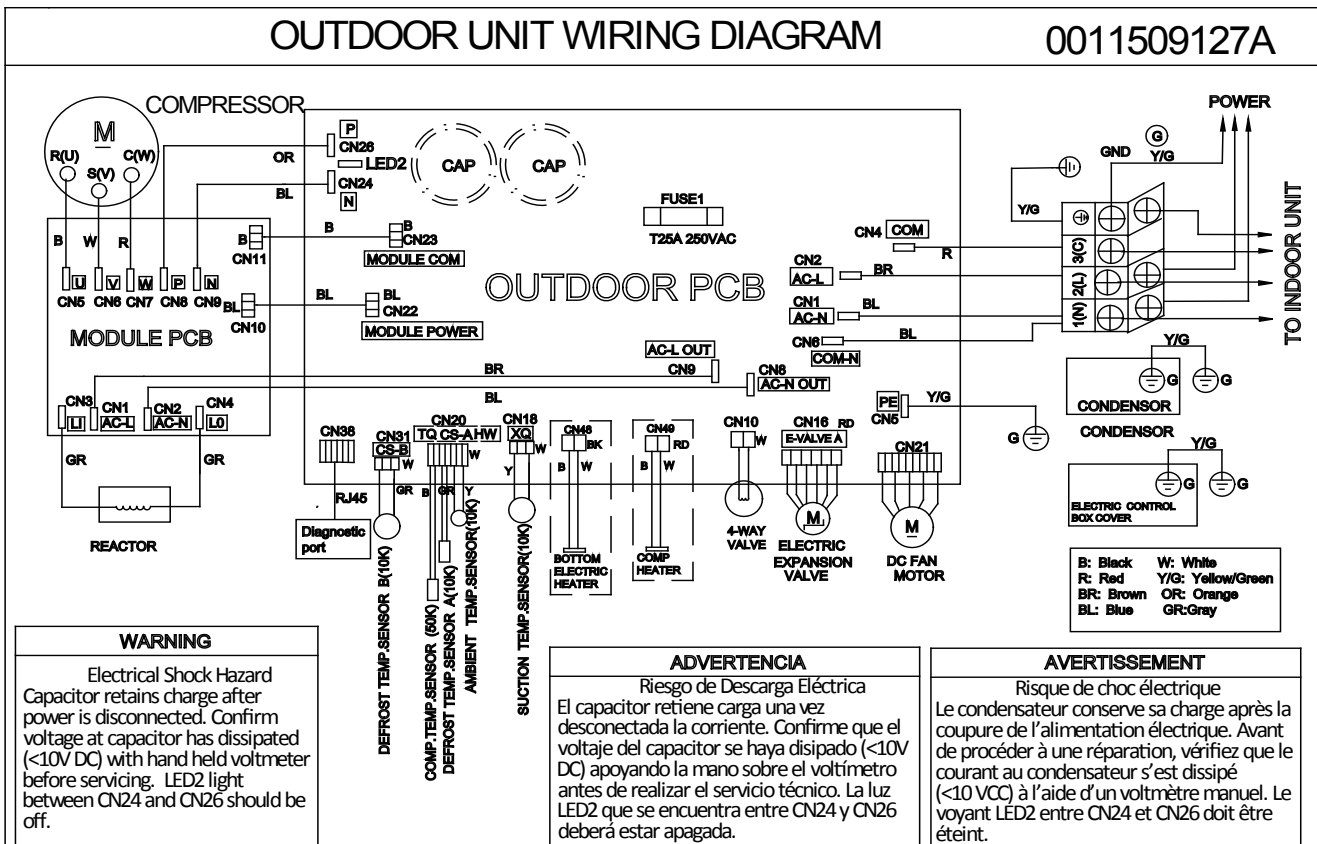 OUTDOOR UNIT WIRING DIAGRAM
0011509127A
COMPRESSOR
M
R(U)
S(V)
C(W)
OR
BL
P
CN26
LED2
CN24
N
CAP
CAP
FUSE1
T25A 250VAC
POWER
G
GND
Y/G
Y/G
3(C)
2(L)
1(N)
TO INDOOR UNIT
CN4
COM
R
CN2
AC-L
BR
CN1
AC-N
BL
CN6
COM-N
BL
B
W
R
U
V
W
P
N
CN5
CN6
CN7
CN8
CN9
B
CN11
B
B
CN23
MODULE COM
BL
CN10
BL
BL
CN22
MODULE POWER
OUTDOOR PCB
MODULE PCB
AC-L OUT
CN9
BR
CN8
AC-N OUT
BL
CN3
LI
CN1
AC-L
CN2
AC-N
CN4
L0
GR
GR
REACTOR
CN38
RJ45
Diagnostic
port
CN31
CS-B
W
GR
DEFROST TEMP.SENSOR B(10K)
CN20
TQ CS-A HW
W
B
GR
Y
COMP.TEMP.SENSOR (50K)
DEFROST TEMP.SENSOR A(10K)
AMBIENT TEMP.SENSOR(10K)
CN18
XQ
W
Y
SUCTION TEMP.SENSOR(10K)
CN48
BK
B
W
BOTTOM
ELECTRIC
HEATER
CN49
RD
B
W
COMP
HEATER
CN10
W
4-WAY
VALVE
CN16
RD
E-VALVE A
M
ELECTRIC
EXPANSION
VALVE
CN21
M
DC FAN
MOTOR
PE
CN5
Y/G
G
Y/G
G
G
CONDENSOR
CONDENSOR
Y/G
G
G
ELECTRIC CONTROL
BOX COVER
B: Black W: White
R: Red Y/G: Yellow/Green
BR: Brown OR: Orange
BL: Blue GR:Gray
WARNING
Electrical Shock Hazard
Capacitor retains charge after
power is disconnected. Confirm
voltage at capacitor has dissipated
(<10V DC) with hand held voltmeter
before servicing. LED2 light
between CN24 and CN26 should be
off.
ADVERTENCIA
Riesgo de Descarga Eléctrica
El capacitor retiene carga una vez
desconectada la corriente. Confirme que el
voltaje del capacitor se haya disipado (<10V
DC) apoyando la mano sobre el voltímetro
antes de realizar el servicio técnico. La luz
LED2 que se encuentra entre CN24 y CN26
deberá estar apagada.
AVERTISSEMENT
Risque de choc électrique
Le condensateur conserve sa charge après la
coupure de l'alimentation électrique. Avant
de procéder à une réparation, vérifiez que le
courant au condensateur s'est dissipé
(<10 VCC) à l'aide d'un voltmètre manuel. Le
voyant LED2 entre CN24 et CN26 doit être
éteint.